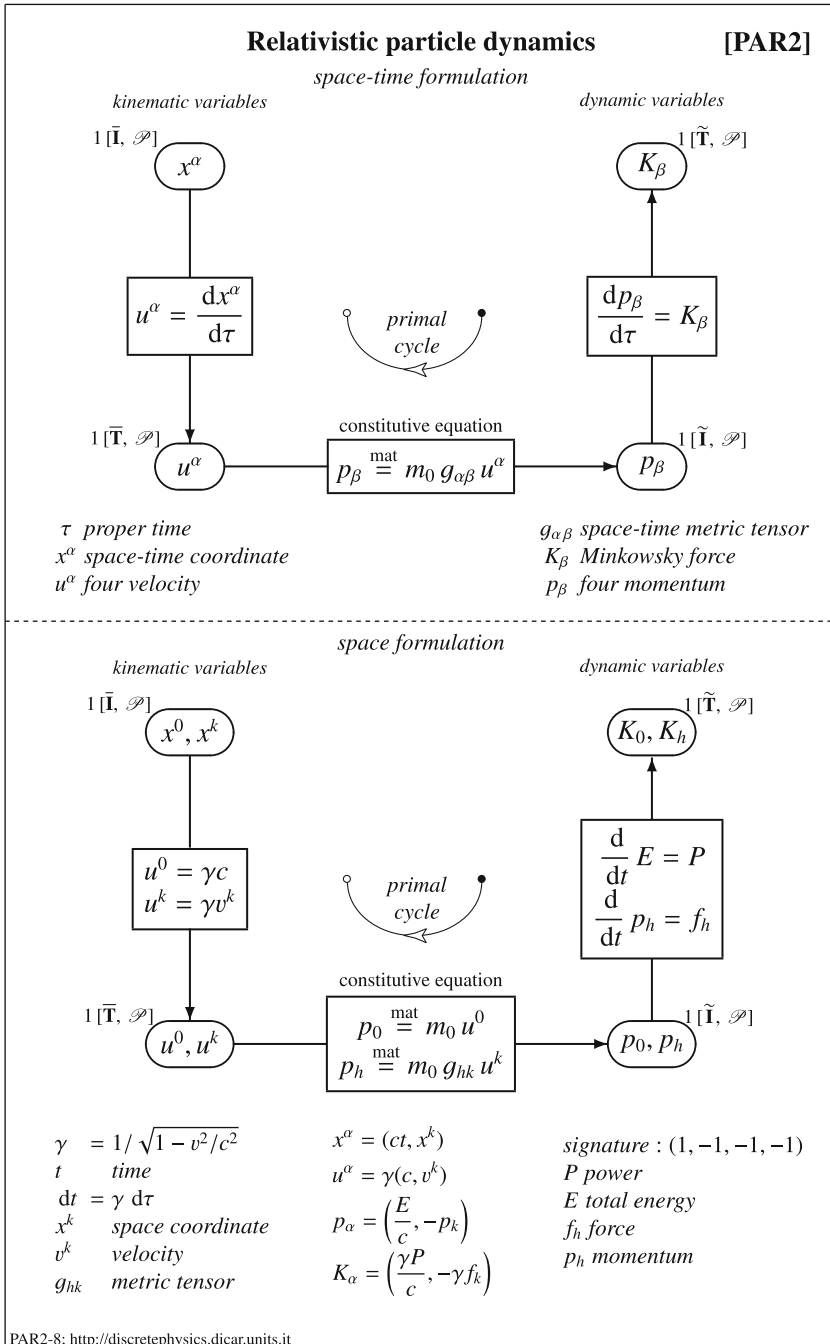 Relativistic particle dynamics [PAR2]
space-time formulation
kinematic variables dynamic variables
1 [Ī, 𝒫] 1 [T̃, 𝒫]
x^α K_β
u^α = dx^α/dτ primal cycle dp_β/dτ = K_β
constitutive equation
1 [T̄, 𝒫] 1 [Ĩ, 𝒫]
u^α p_β mat= m_0 g_αβ u^α p_β
τ proper time g_αβ space-time metric tensor
x^α space-time coordinate K_β Minkowsky force
u^α four velocity p_β four momentum
space formulation
kinematic variables dynamic variables
1 [Ī, 𝒫] 1 [T̃, 𝒫]
x^0, x^k K_0, K_h
u^0 = γc d/dt E = P
u^k = γv^k primal cycle d/dt p_h = f_h
constitutive equation
1 [T̄, 𝒫] 1 [Ĩ, 𝒫]
u^0, u^k p_0 mat= m_0 u^0 p_0, p_h
p_h mat= m_0 g_hk u^k
γ = 1/√(1 − v²/c²) x^α = (ct, x^k) signature : (1, −1, −1, −1)
t time u^α = γ(c, v^k) P power
dt = γ dτ p_α = (E/c, −p_k) E total energy
x^k space coordinate f_h force
v^k velocity K_α = (γP/c, −γf_k) p_h momentum
g_hk metric tensor
PAR2-8: http://discretephysics.dicar.units.it